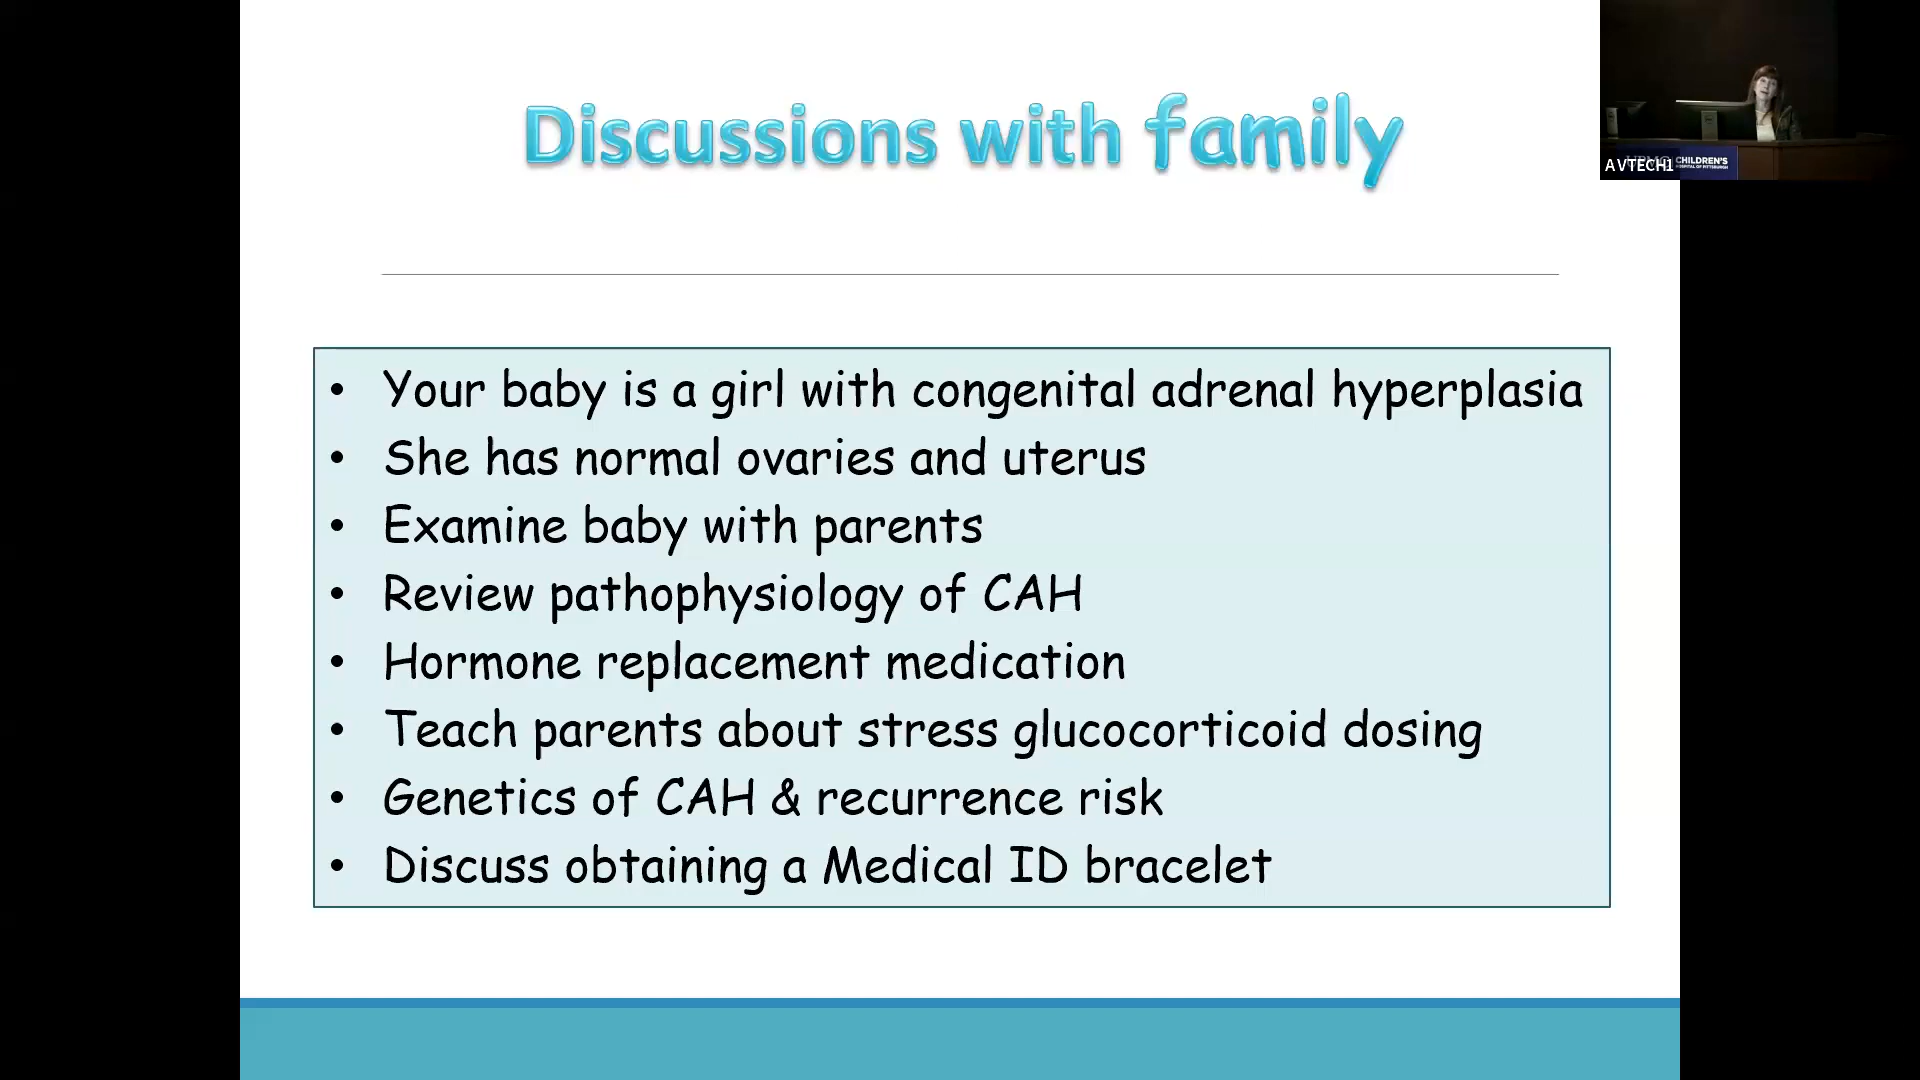 Discussions with family
• Your baby is a girl with congenital adrenal hyperplasia
• She has normal ovaries and uterus
• Examine baby with parents
• Review pathophysiology of CAH
• Hormone replacement medication
• Teach parents about stress glucocorticoid dosing
• Genetics of CAH & recurrence risk
• Discuss obtaining a Medical ID bracelet
AVTECH1
CHILDREN'S
HOSPITAL OF PITTSBURGH